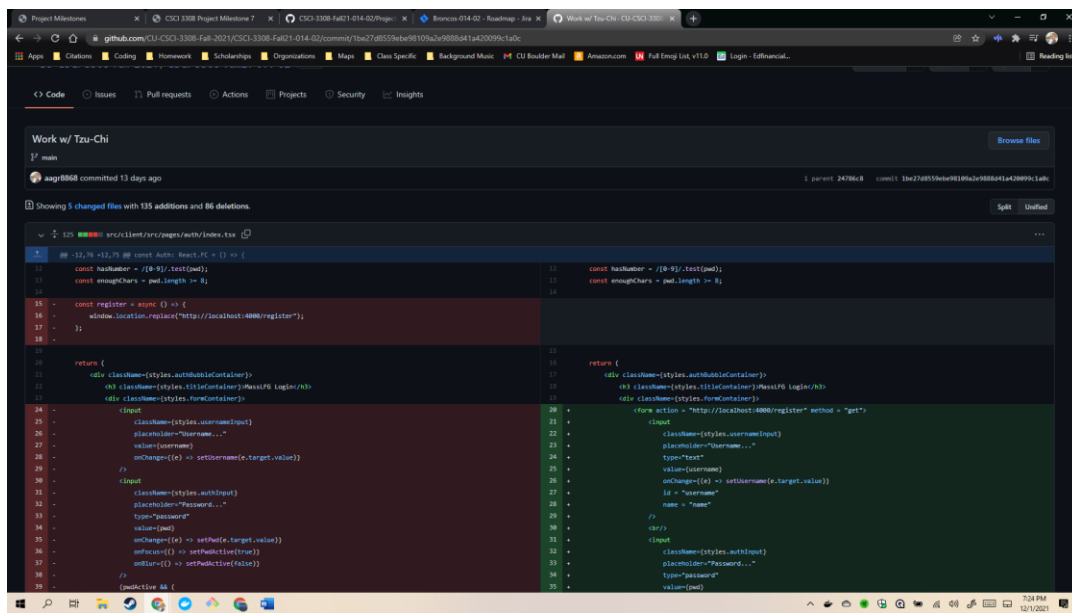 Project Milestones
CSCI 3308 Project Milestone 7
CSCI-3308-Fall21-014-02/Project
Broncos-014-02 - Roadmap - Jira
Work w/ Tzu-Chi · CU-CSCI-330
github.com/CU-CSCI-3308-Fall-2021/CSCI-3308-Fall21-014-02/commit/1be27d8559ebe98109a2e9888d41a420099c1a0c
Apps Citations Coding Homework Scholarships Organizations Maps Class Specific Background Music CU Boulder Mail Amazon.com Full Emoji List, v11.0 Login - Edfinancial... Reading list
Code Issues Pull requests Actions Projects Security Insights
Work w/ Tzu-Chi
Browse files
main
aagr8868 committed 13 days ago
1 parent 24786c8 commit 1be27d8559ebe98109a2e9888d41a420099c1a0c
Showing 5 changed files with 135 additions and 86 deletions.
Split Unified
125 src/client/src/pages/auth/index.tsx
@@ -12,76 +12,75 @@ const Auth: React.FC = () => {
12 const hasNumber = /[0-9]/.test(pwd);
13 const enoughChars = pwd.length >= 8;
14
15 - const register = async () => {
16 - window.location.replace("http://localhost:4000/register");
17 - };
18 -
19
20 return (
21 <div className={styles.authBubbleContainer}>
22 <h3 className={styles.titleContainer}>MassLFG Login</h3>
23 <div className={styles.formContainer}>
24 - <input
25 - className={styles.usernameInput}
26 - placeholder="Username..."
27 - value={username}
28 - onChange={(e) => setUsername(e.target.value)}
29 - />
30 - <input
31 - className={styles.authInput}
32 - placeholder="Password..."
33 - type="password"
34 - value={pwd}
35 - onChange={(e) => setPwd(e.target.value)}
36 - onFocus={() => setPwdActive(true)}
37 - onBlur={() => setPwdActive(false)}
38 - />
39 - {pwdActive && (
12 const hasNumber = /[0-9]/.test(pwd);
13 const enoughChars = pwd.length >= 8;
14
15
16 return (
17 <div className={styles.authBubbleContainer}>
18 <h3 className={styles.titleContainer}>MassLFG Login</h3>
19 <div className={styles.formContainer}>
20 + <form action = "http://localhost:4000/register" method = "get">
21 + <input
22 + className={styles.usernameInput}
23 + placeholder="Username..."
24 + type="text"
25 + value={username}
26 + onChange={(e) => setUsername(e.target.value)}
27 + id = "username"
28 + name = "name"
29 + />
30 + <br/>
31 + <input
32 + className={styles.authInput}
33 + placeholder="Password..."
34 + type="password"
35 + value={pwd}
7:24 PM
12/1/2021